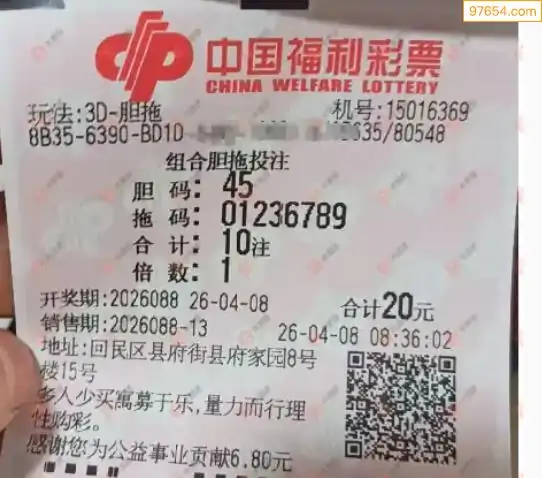 97654.com
中国福利彩票
CHINA WELFARE LOTTERY
玩法:3D-胆拖 机号:15016369
8B35-6390-BD10 5635/80548
组合胆拖投注
胆码:45
拖码:01236789
合计:10注
倍数:1
开奖期:2026088 26-04-08 合计20元
销售期:2026088-13 26-04-08 08:36:02
地址:回民区县府街县府家园8号
楼15号
多人少买寓募于乐,量力而行理
性购彩。
感谢您为公益事业贡献6.80元